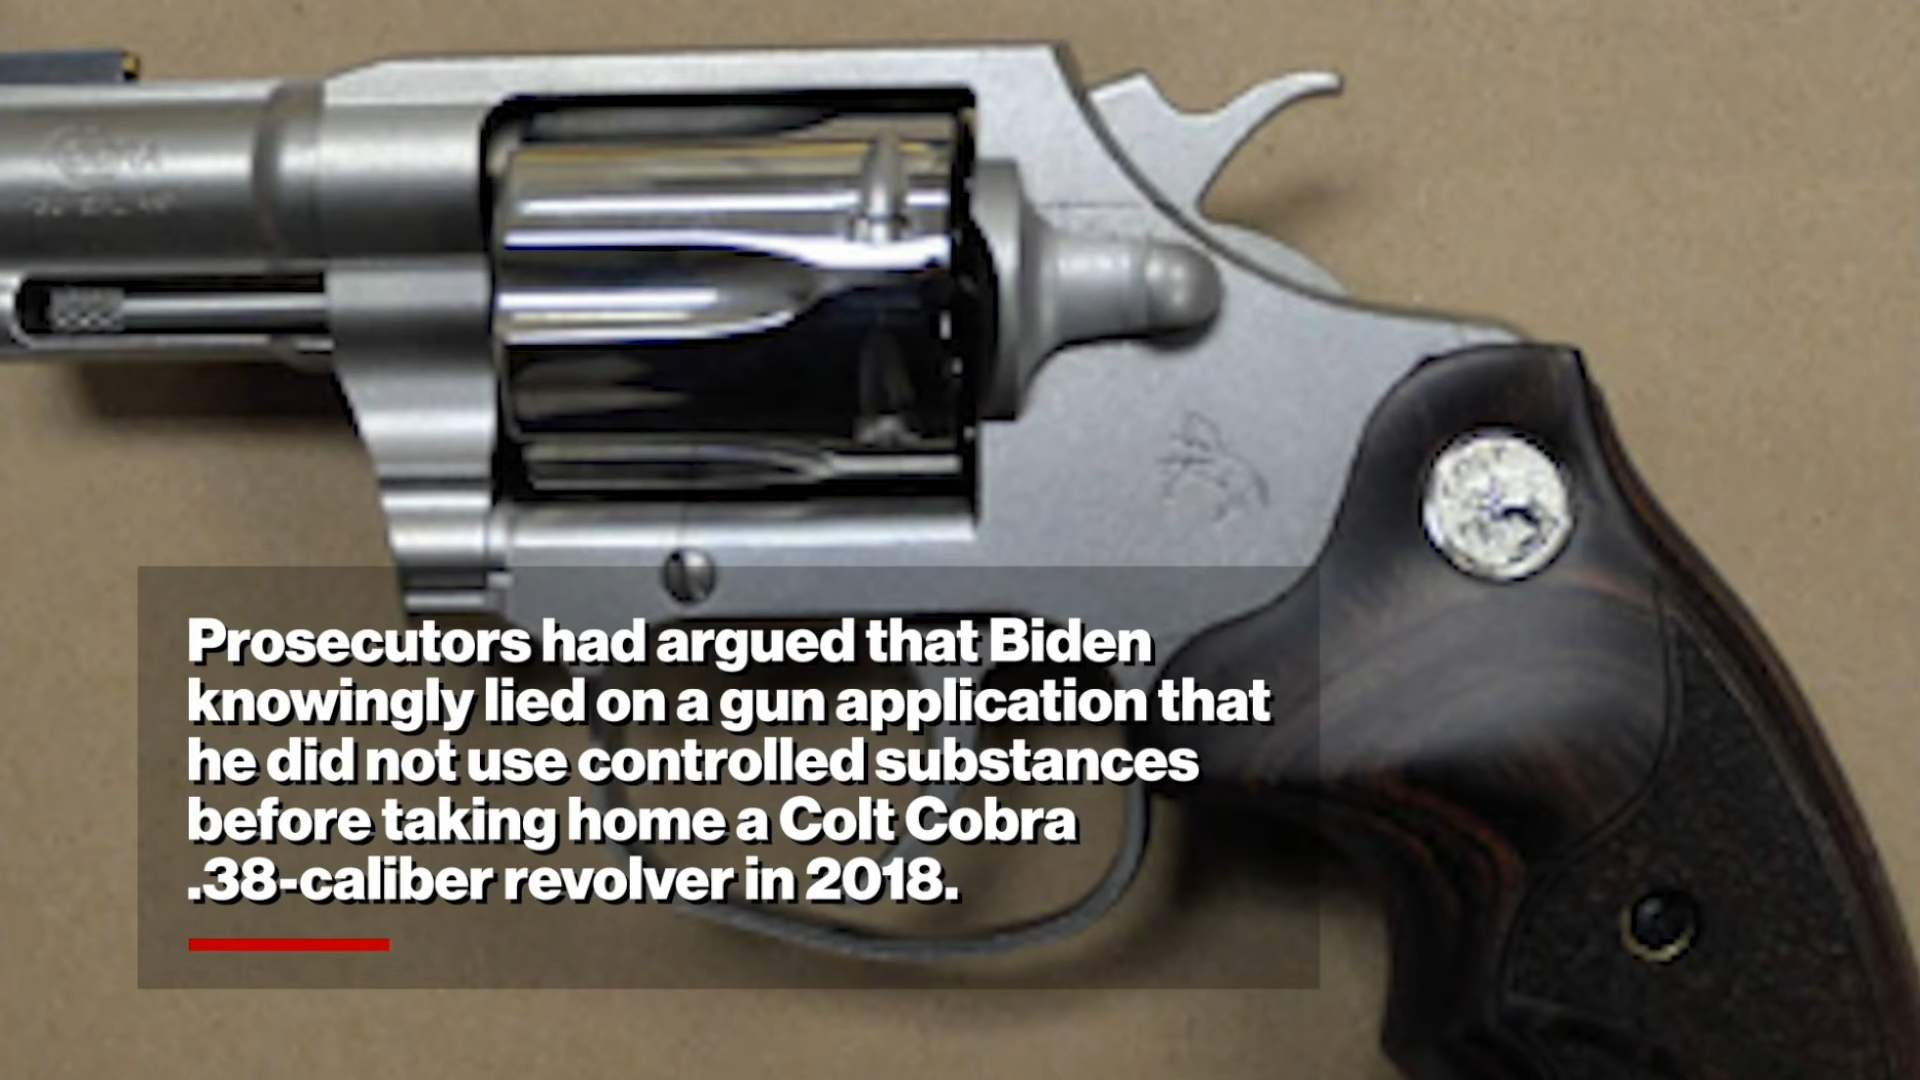 Prosecutors had argued that Biden
knowingly lied on a gun application that
he did not use controlled substances
before taking home a Colt Cobra
.38-caliber revolver in 2018.